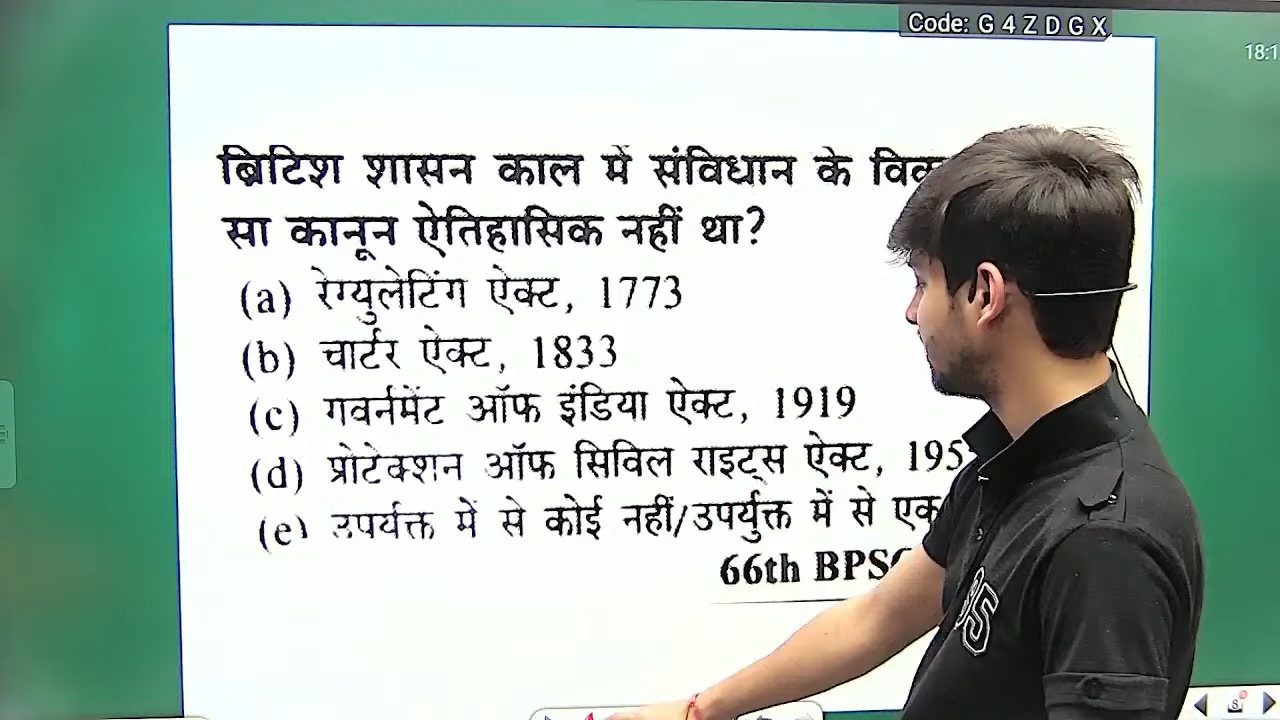 Code: G 4 Z D G X
18:1
ब्रिटिश शासन काल में संविधान के
सा कानून ऐतिहासिक नहीं था?
(a) रेग्युलेटिंग ऐक्ट, 1773
(b) चार्टर ऐक्ट, 1833
(c) गवर्नमेंट ऑफ इंडिया ऐक्ट, 1919
(d) प्रोटेक्शन ऑफ सिविल राइट्स ऐक्ट, 195
(e) उपर्युक्त में से कोई नहीं/उपर्युक्त में से एक
66th BPS